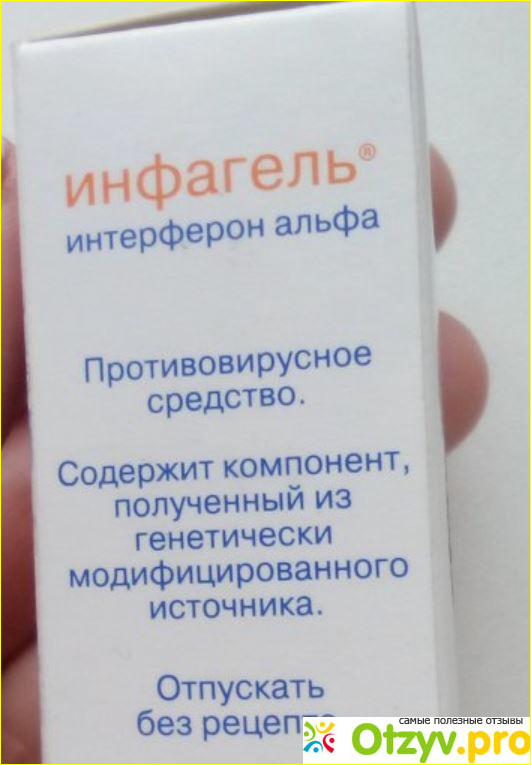 инфагель®
интерферон альфа
Противовирусное
средство.
Содержит компонент,
полученный из
генетически
модифицированного
источника.
Отпускать
без
самые полезные отзывы
Otzyv.pro